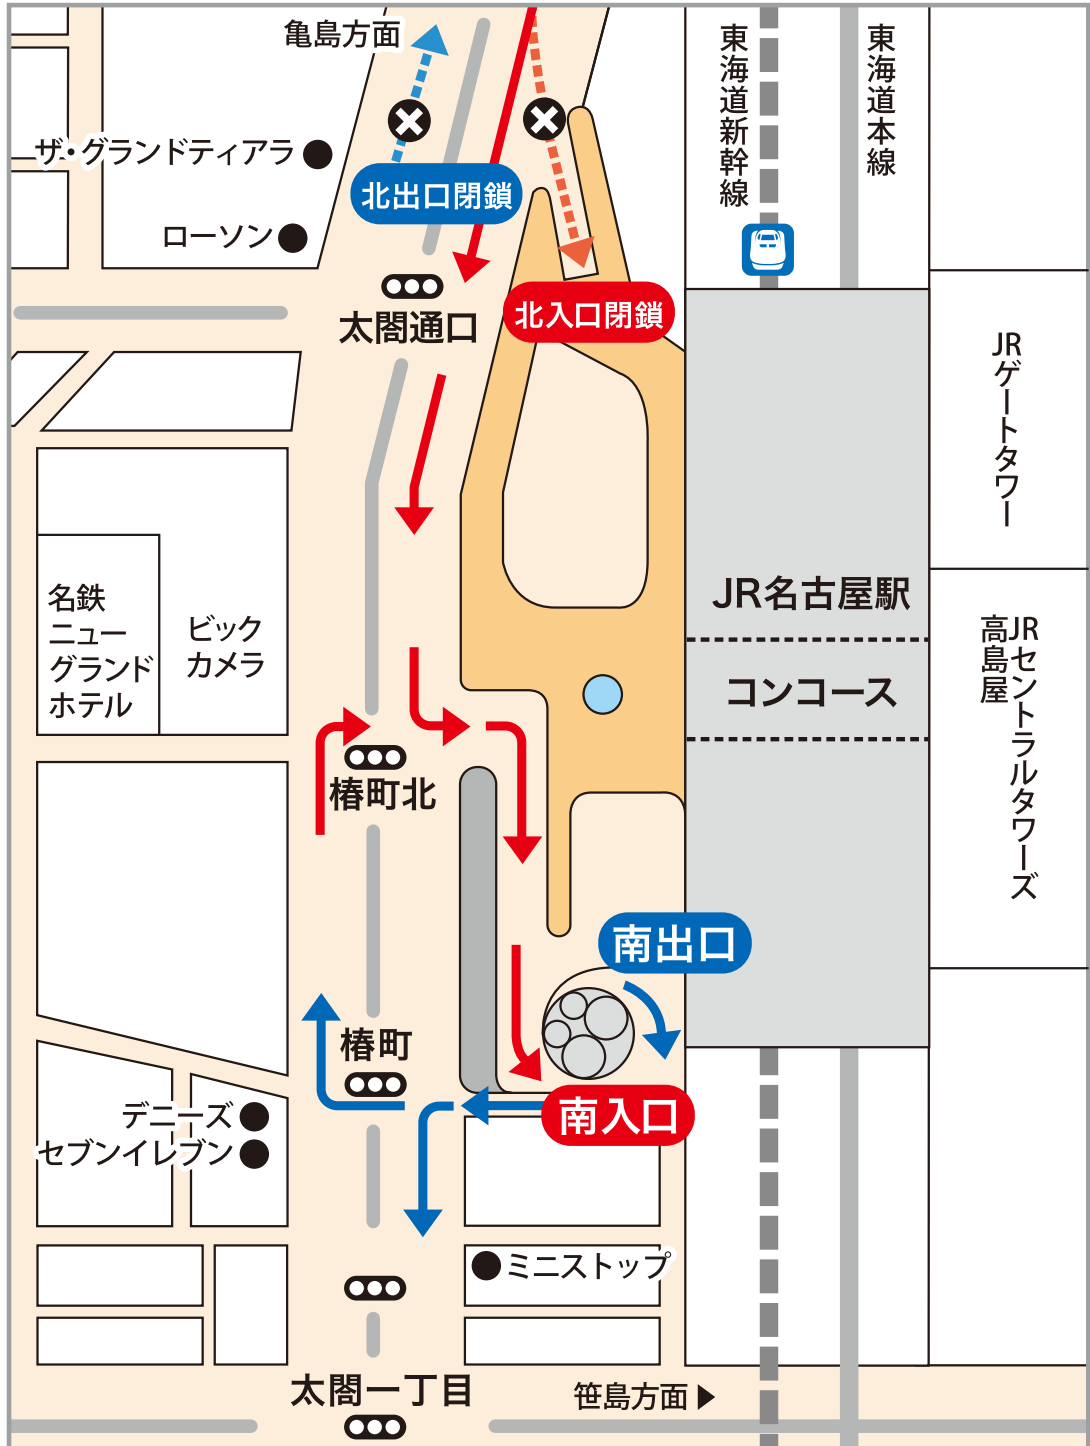 亀島方面
東海道新幹線
東海道本線
ザ・グランドティアラ
北出口閉鎖
ローソン
北入口閉鎖
太閤通口
JRゲートタワー
名鉄
ニュー
グランド
ホテル
ビック
カメラ
JR名古屋駅
コンコース
JRセントラルタワーズ
高島屋
椿町北
南出口
椿町
デニーズ
セブンイレブン
南入口
ミニストップ
太閤一丁目
笹島方面▶